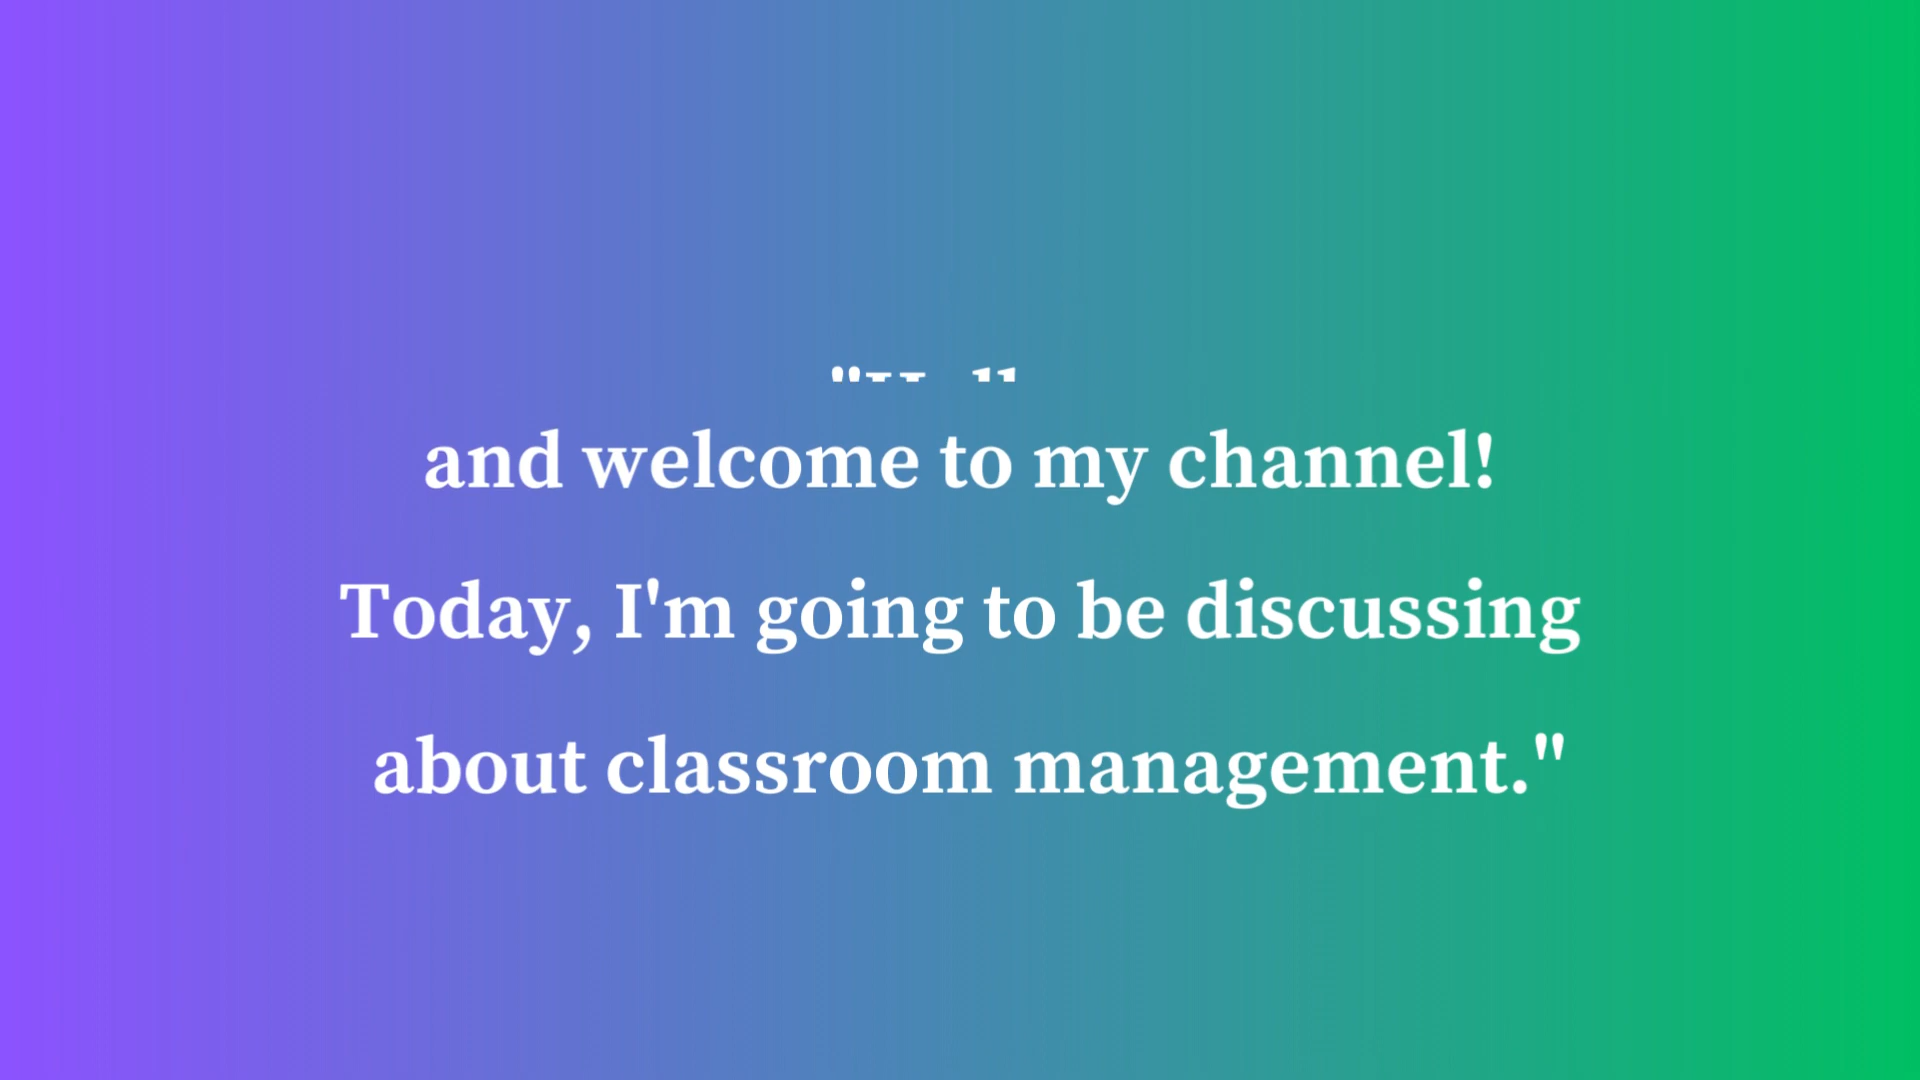 and welcome to my channel!
Today, I'm going to be discussing
about classroom management."